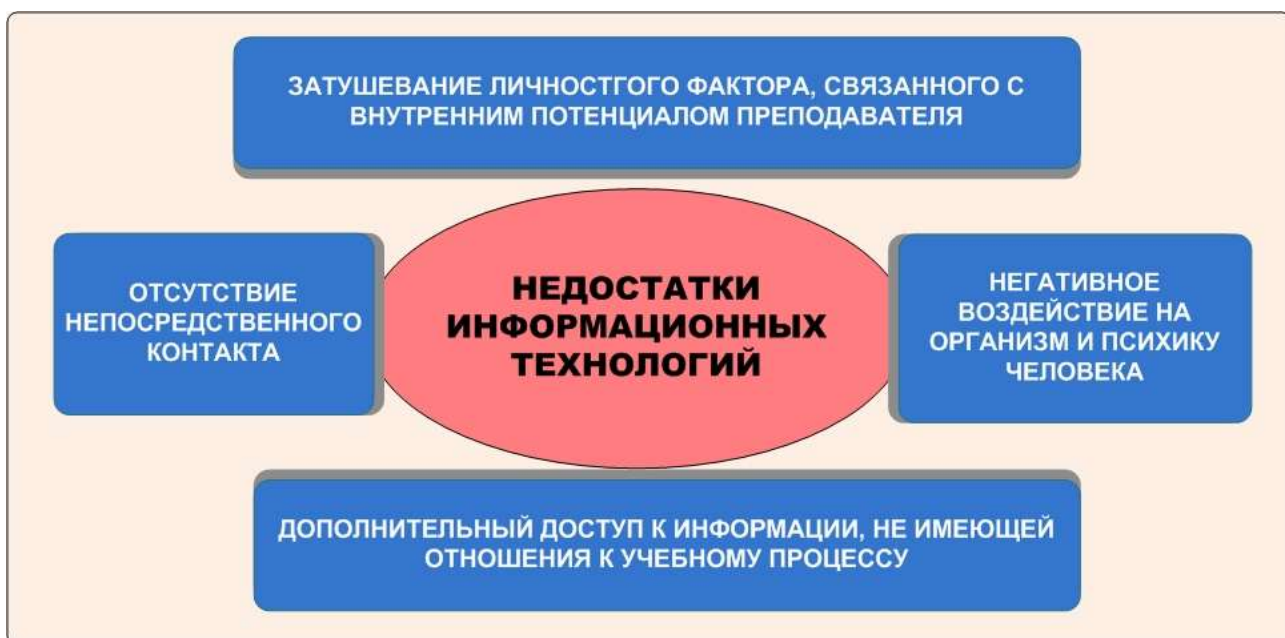 ЗАТУШЕВАНИЕ ЛИЧНОСТГОГО ФАКТОРА, СВЯЗАННОГО С
ВНУТРЕННИМ ПОТЕНЦИАЛОМ ПРЕПОДАВАТЕЛЯ
ОТСУТСТВИЕ
НЕПОСРЕДСТВЕННОГО
КОНТАКТА
НЕДОСТАТКИ
ИНФОРМАЦИОННЫХ
ТЕХНОЛОГИЙ
НЕГАТИВНОЕ
ВОЗДЕЙСТВИЕ НА
ОРГАНИЗМ И ПСИХИКУ
ЧЕЛОВЕКА
ДОПОЛНИТЕЛЬНЫЙ ДОСТУП К ИНФОРМАЦИИ, НЕ ИМЕЮЩЕЙ
ОТНОШЕНИЯ К УЧЕБНОМУ ПРОЦЕССУ